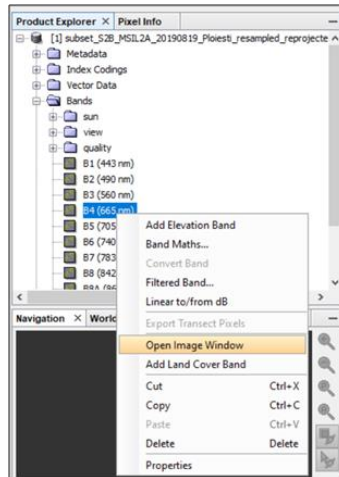 Product Explorer × Pixel Info
[1] subset_S2B_MSIL2A_20190819_Ploiesti_resampled_reprojecte
Metadata
Index Codings
Vector Data
Bands
sun
view
quality
B1 (443 nm)
B2 (490 nm)
B3 (560 nm)
B4 (665 nm)
B5 (705
B6 (740
B7 (783
B8 (842
Add Elevation Band
Band Maths...
Convert Band
Filtered Band...
Linear to/from dB
Export Transect Pixels
Open Image Window
Add Land Cover Band
Cut Ctrl+X
Copy Ctrl+C
Paste Ctrl+V
Delete Delete
Properties
Navigation × World